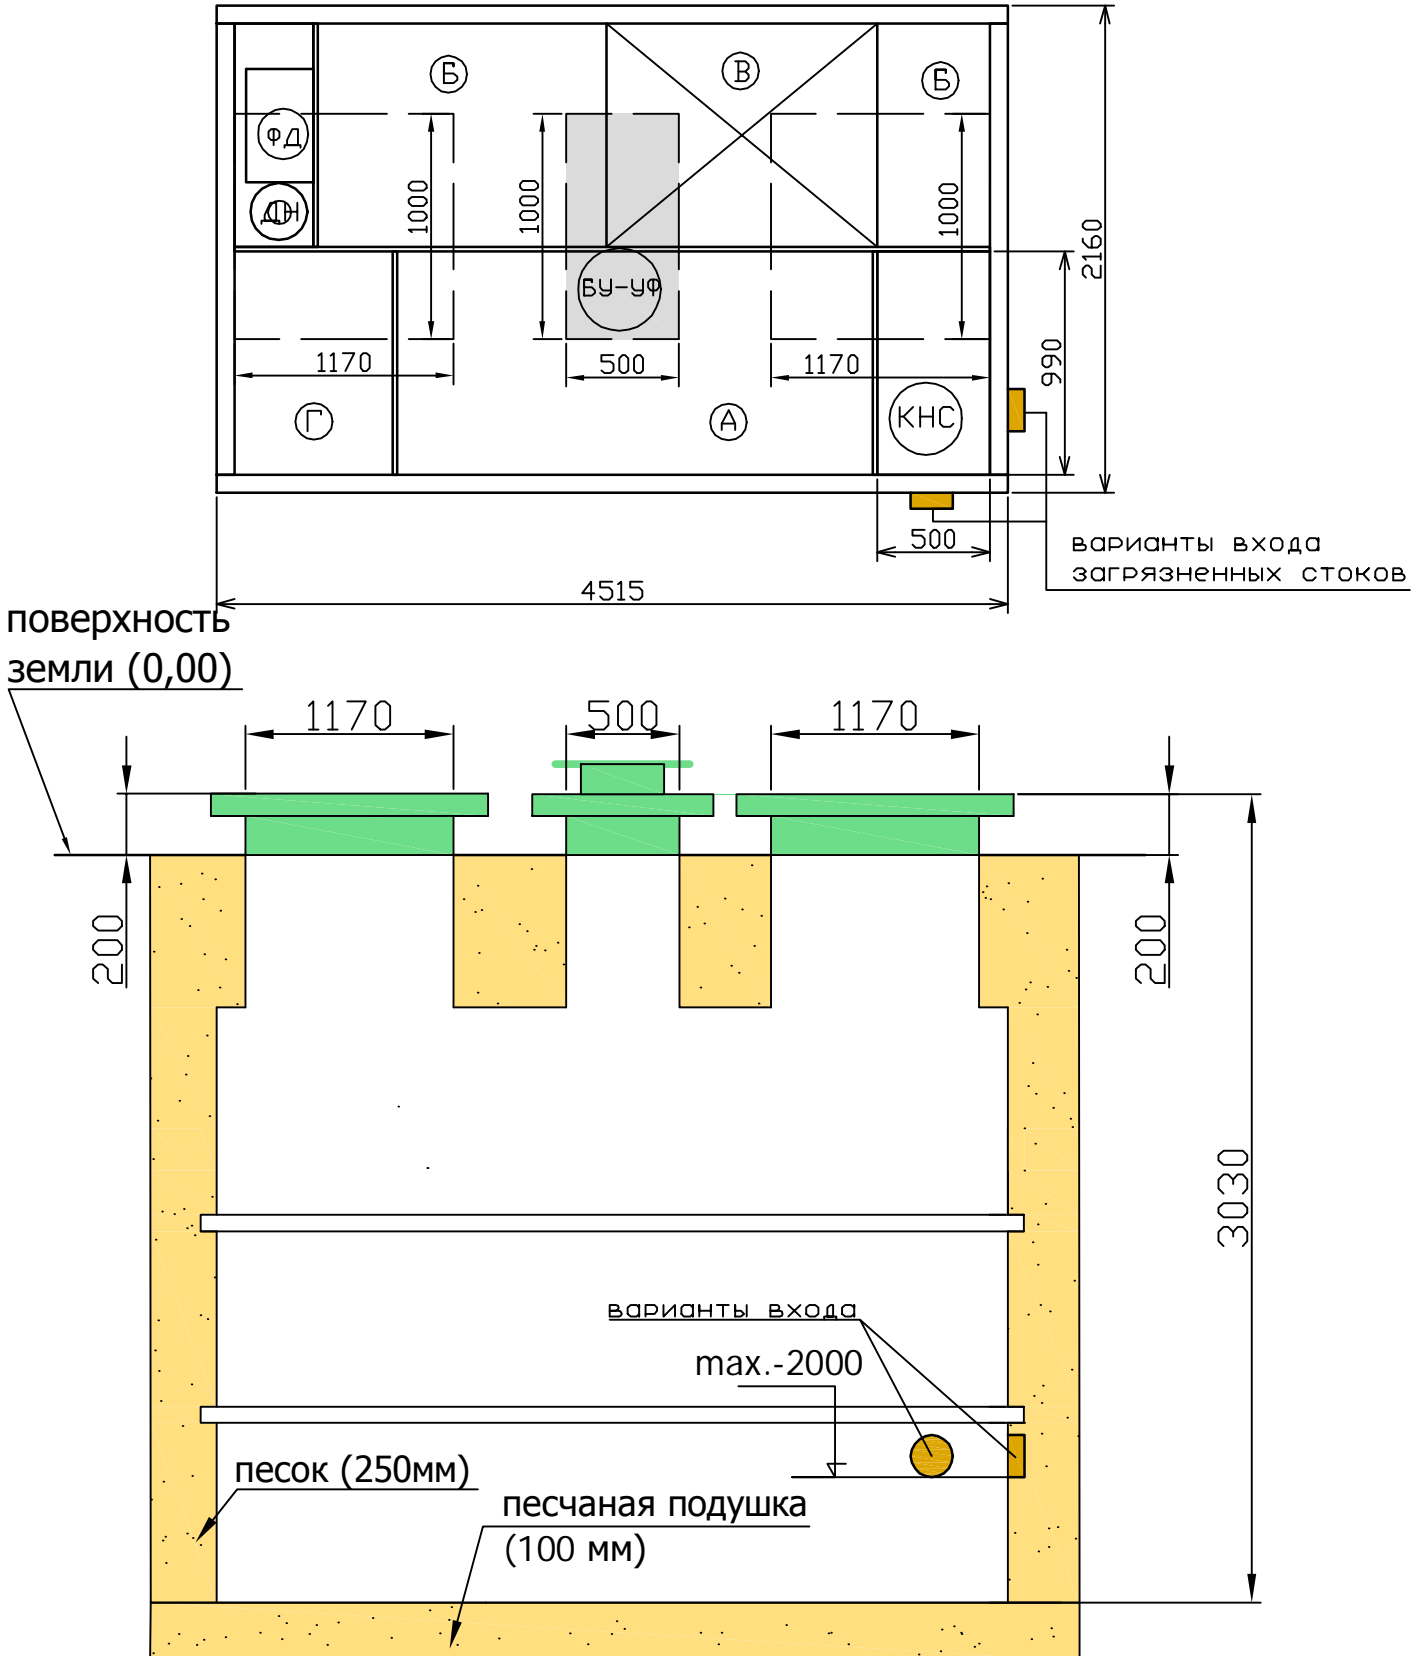 Б
В
Б
ФД
ДН
1000
1000
1000
2160
БУ-УФ
1170
500
1170
990
Г
А
КНС
500
варианты входа
загрязненных стоков
4515
поверхность
земли (0,00)
1170
500
1170
200
200
3030
варианты входа
max.-2000
песок (250мм)
песчаная подушка
(100 мм)